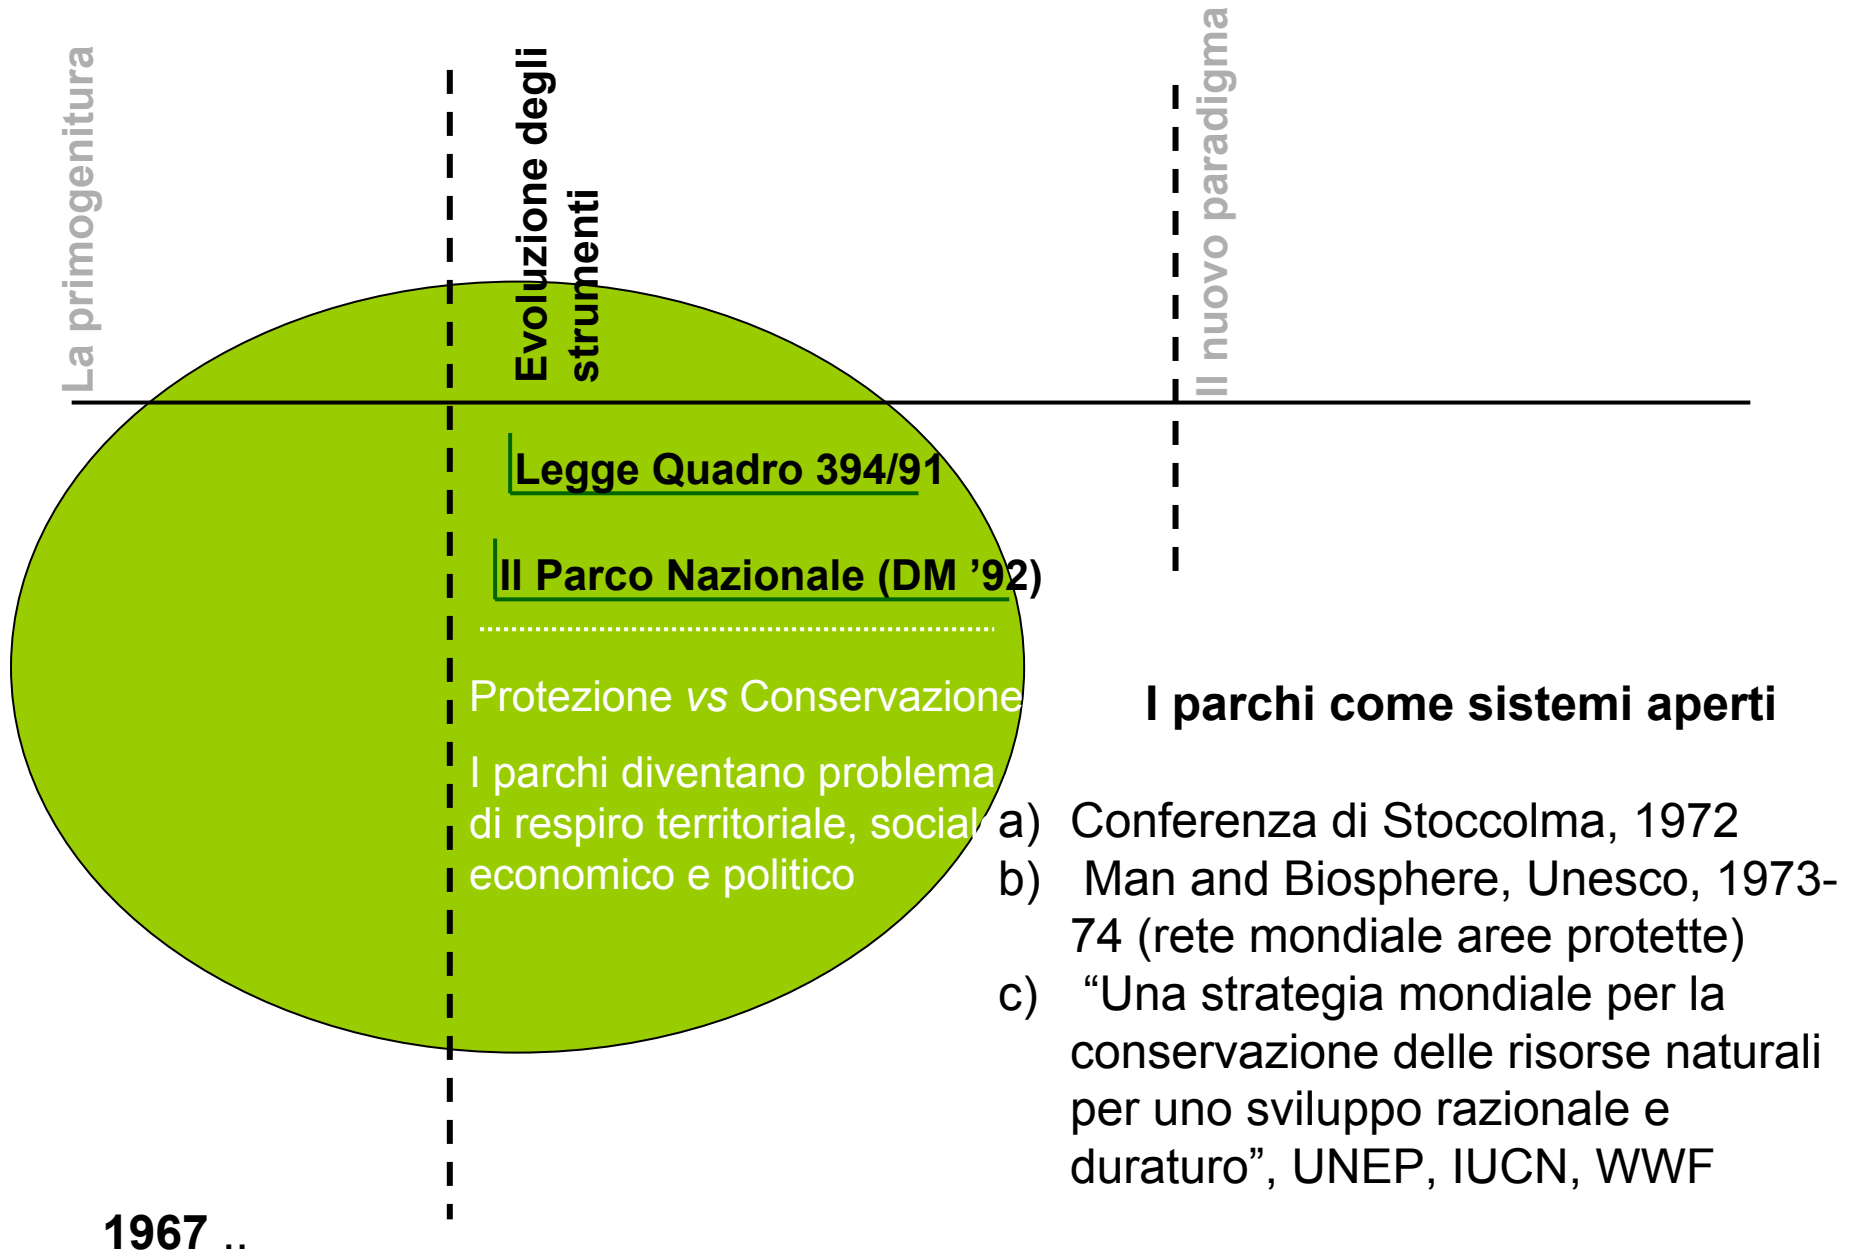 La primogenitura
Evoluzione degli
strumenti
Il nuovo paradigma
Legge Quadro 394/91
Il Parco Nazionale (DM ’92)
Protezione vs Conservazione
I parchi diventano problema
di respiro territoriale, sociale
economico e politico
I parchi come sistemi aperti
a) Conferenza di Stoccolma, 1972
b) Man and Biosphere, Unesco, 1973-
74 (rete mondiale aree protette)
c) “Una strategia mondiale per la
conservazione delle risorse naturali
per uno sviluppo razionale e
duraturo”, UNEP, IUCN, WWF
1967 ..